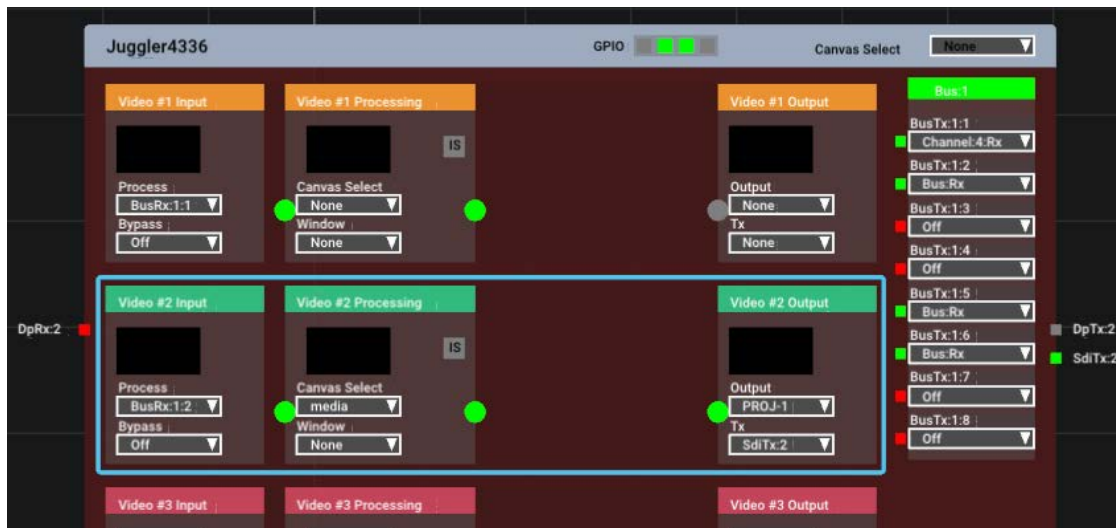 Juggler4336
GPIO
Canvas Select
None
Video #1 Input
Video #1 Processing
Video #1 Output
Bus:1
IS
Process
BusRx:1:1
Bypass
Off
Canvas Select
None
Window
None
Output
None
Tx
None
BusTx:1:1
Channel:4:Rx
BusTx:1:2
Bus:Rx
BusTx:1:3
Off
BusTx:1:4
Off
BusTx:1:5
Bus:Rx
BusTx:1:6
Bus:Rx
BusTx:1:7
Off
BusTx:1:8
Off
DpRx:2
Video #2 Input
Video #2 Processing
Video #2 Output
IS
Process
BusRx:1:2
Bypass
Off
Canvas Select
media
Window
None
Output
PROJ-1
Tx
SdiTx:2
DpTx:2
SdiTx:2
Video #3 Input
Video #3 Processing
Video #3 Output